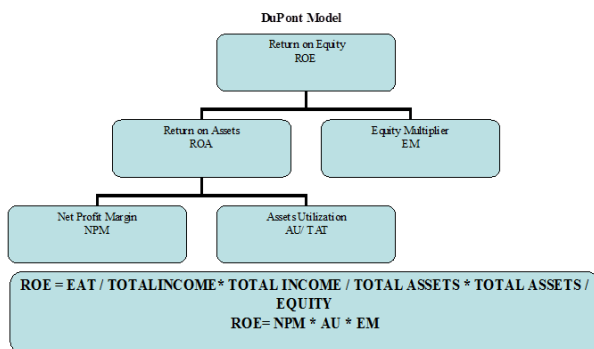 DuPont Model
Return on Equity
ROE
Return on Assets
ROA
Equity Multiplier
EM
Net Profit Margin
NPM
Assets Utilization
AU/ TAT
ROE = EAT / TOTALINCOME* TOTAL INCOME / TOTAL ASSETS * TOTAL ASSETS /
EQUITY
ROE= NPM * AU * EM